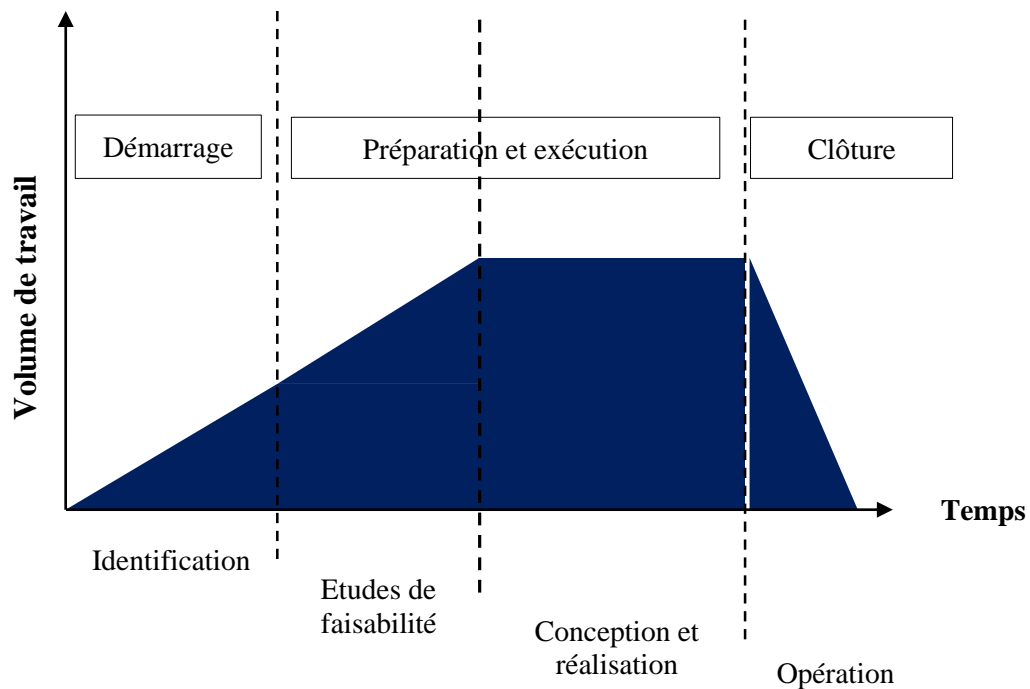 Démarrage
Préparation et exécution
Clôture
Volume de travail
Temps
Identification
Etudes de
faisabilité
Conception et
réalisation
Opération